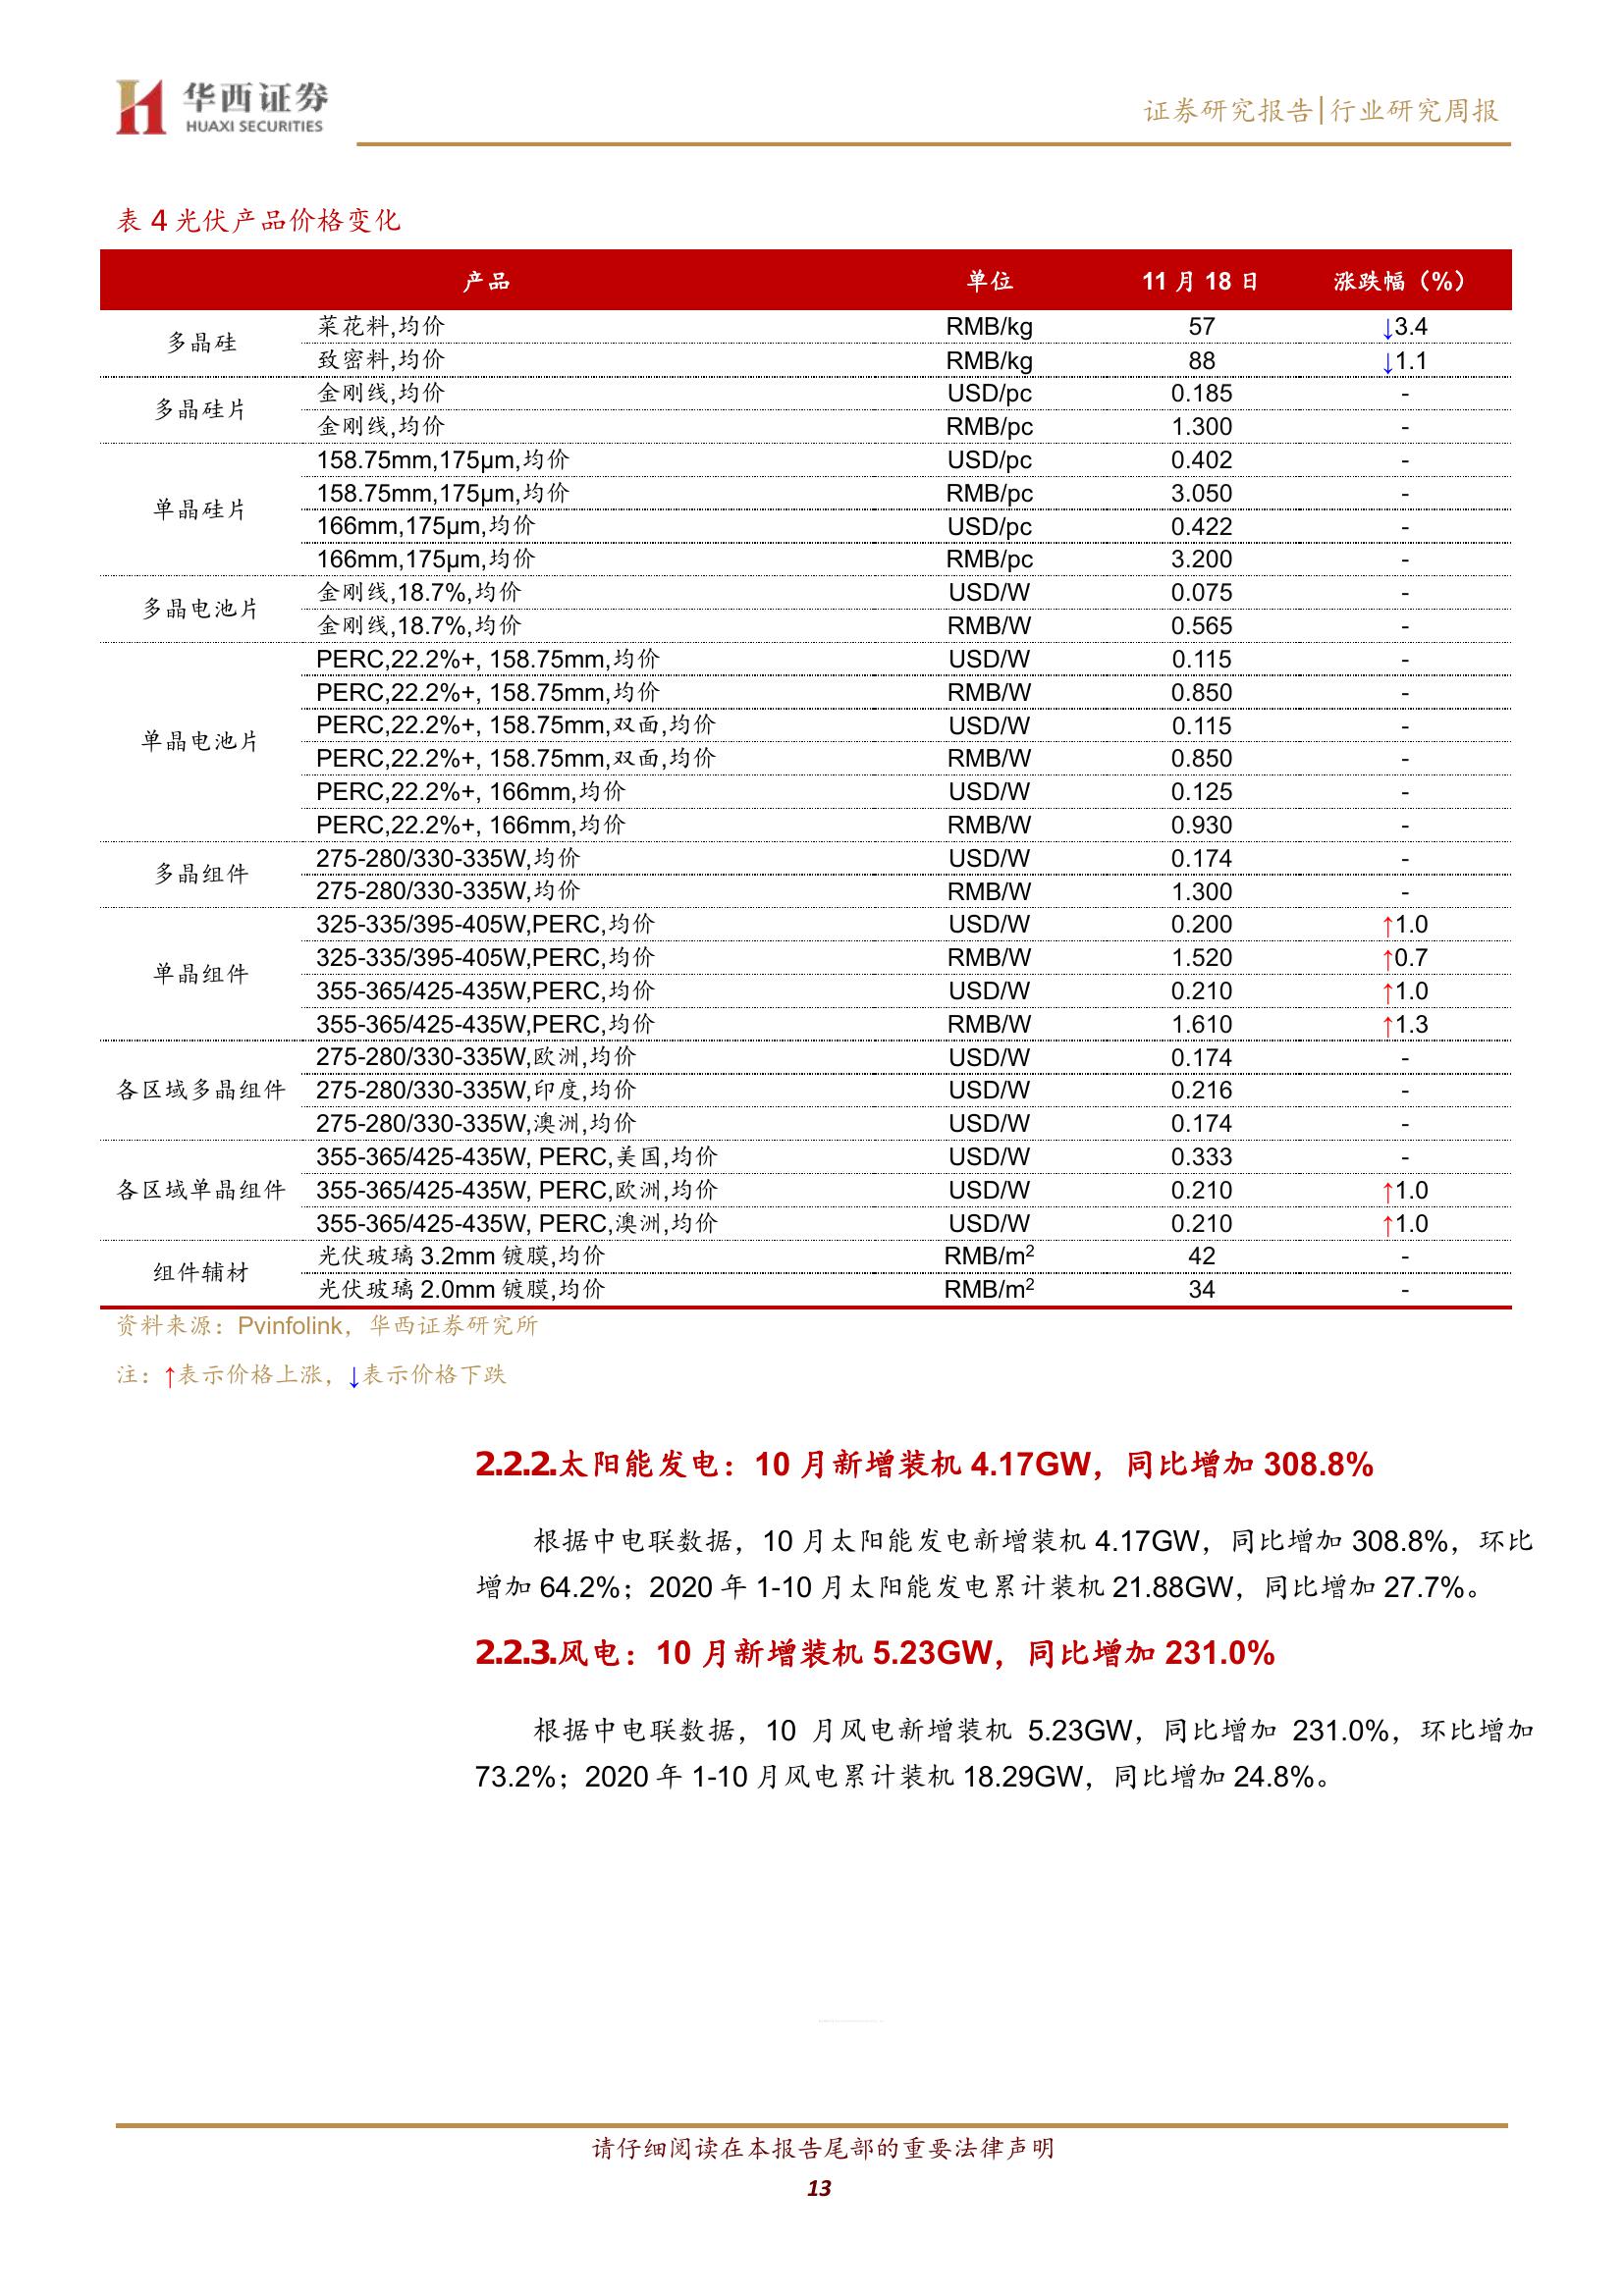 华西证券
HUAXI SECURITIES
证券研究报告|行业研究周报
表 4 光伏产品价格变化
产品 单位 11 月 18 日 涨跌幅（%）
多晶硅
菜花料,均价 RMB/kg 57 ↓3.4
致密料,均价 RMB/kg 88 ↓1.1
多晶硅片
金刚线,均价 USD/pc 0.185 -
金刚线,均价 RMB/pc 1.300 -
单晶硅片
158.75mm,175μm,均价 USD/pc 0.402 -
158.75mm,175μm,均价 RMB/pc 3.050 -
166mm,175μm,均价 USD/pc 0.422 -
166mm,175μm,均价 RMB/pc 3.200 -
多晶电池片
金刚线,18.7%,均价 USD/W 0.075 -
金刚线,18.7%,均价 RMB/W 0.565 -
单晶电池片
PERC,22.2%+, 158.75mm,均价 USD/W 0.115 -
PERC,22.2%+, 158.75mm,均价 RMB/W 0.850 -
PERC,22.2%+, 158.75mm,双面,均价 USD/W 0.115 -
PERC,22.2%+, 158.75mm,双面,均价 RMB/W 0.850 -
PERC,22.2%+, 166mm,均价 USD/W 0.125 -
PERC,22.2%+, 166mm,均价 RMB/W 0.930 -
多晶组件
275-280/330-335W,均价 USD/W 0.174 -
275-280/330-335W,均价 RMB/W 1.300 -
单晶组件
325-335/395-405W,PERC,均价 USD/W 0.200 ↑1.0
325-335/395-405W,PERC,均价 RMB/W 1.520 ↑0.7
355-365/425-435W,PERC,均价 USD/W 0.210 ↑1.0
355-365/425-435W,PERC,均价 RMB/W 1.610 ↑1.3
各区域多晶组件
275-280/330-335W,欧洲,均价 USD/W 0.174 -
275-280/330-335W,印度,均价 USD/W 0.216 -
275-280/330-335W,澳洲,均价 USD/W 0.174 -
各区域单晶组件
355-365/425-435W, PERC,美国,均价 USD/W 0.333 -
355-365/425-435W, PERC,欧洲,均价 USD/W 0.210 ↑1.0
355-365/425-435W, PERC,澳洲,均价 USD/W 0.210 ↑1.0
组件辅材
光伏玻璃 3.2mm 镀膜,均价 RMB/m² 42 -
光伏玻璃 2.0mm 镀膜,均价 RMB/m² 34 -
资料来源：Pvinfolink，华西证券研究所
注：↑表示价格上涨，↓表示价格下跌
2.2.2.太阳能发电：10 月新增装机 4.17GW，同比增加 308.8%
根据中电联数据，10 月太阳能发电新增装机 4.17GW，同比增加 308.8%，环比
增加 64.2%；2020 年 1-10 月太阳能发电累计装机 21.88GW，同比增加 27.7%。
2.2.3.风电：10 月新增装机 5.23GW，同比增加 231.0%
根据中电联数据，10 月风电新增装机 5.23GW，同比增加 231.0%，环比增加
73.2%；2020 年 1-10 月风电累计装机 18.29GW，同比增加 24.8%。
请仔细阅读在本报告尾部的重要法律声明
13